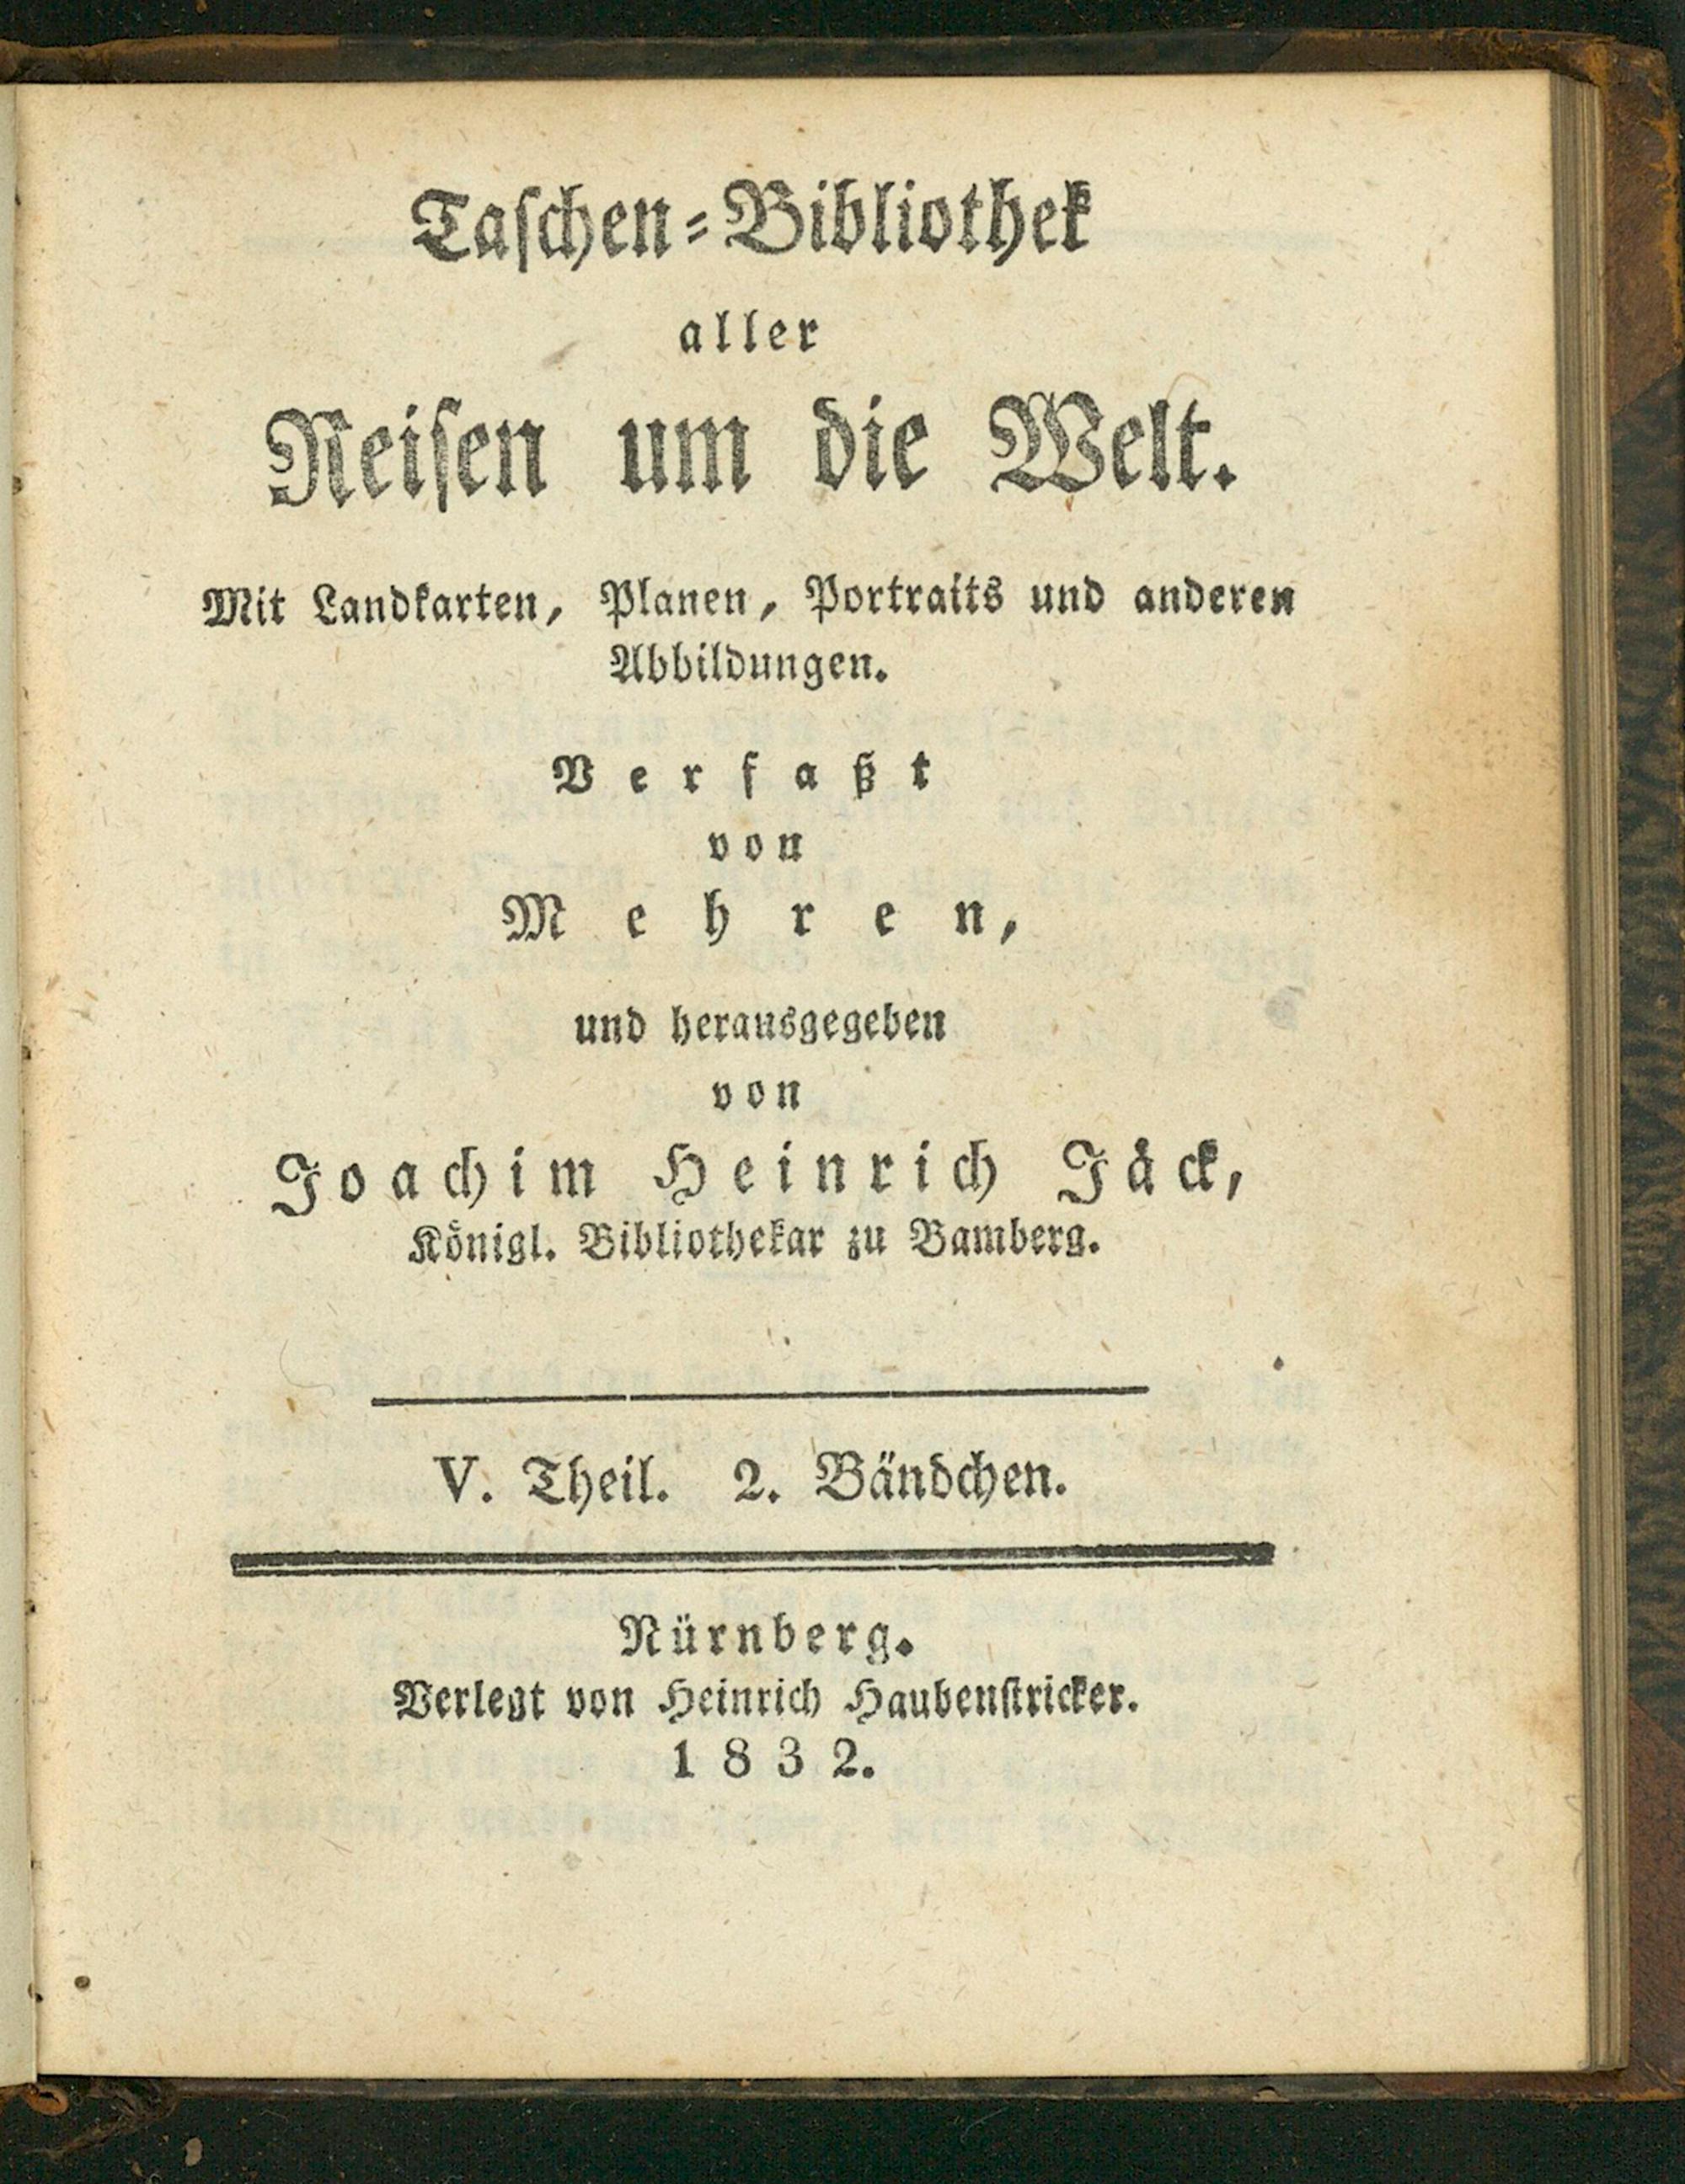 Taschen-Bibliothek
aller
Reisen um die Welt.
Mit Landkarten, Planen, Portraits und anderen
Abbildungen.
Verfaßt
von
Mehren,
und herausgegeben
von
Joachim Heinrich Jäck,
Königl. Bibliothekar zu Bamberg.
V. Theil. 2. Bändchen.
Nürnberg.
Verlegt von Heinrich Haubenstricker.
1832.